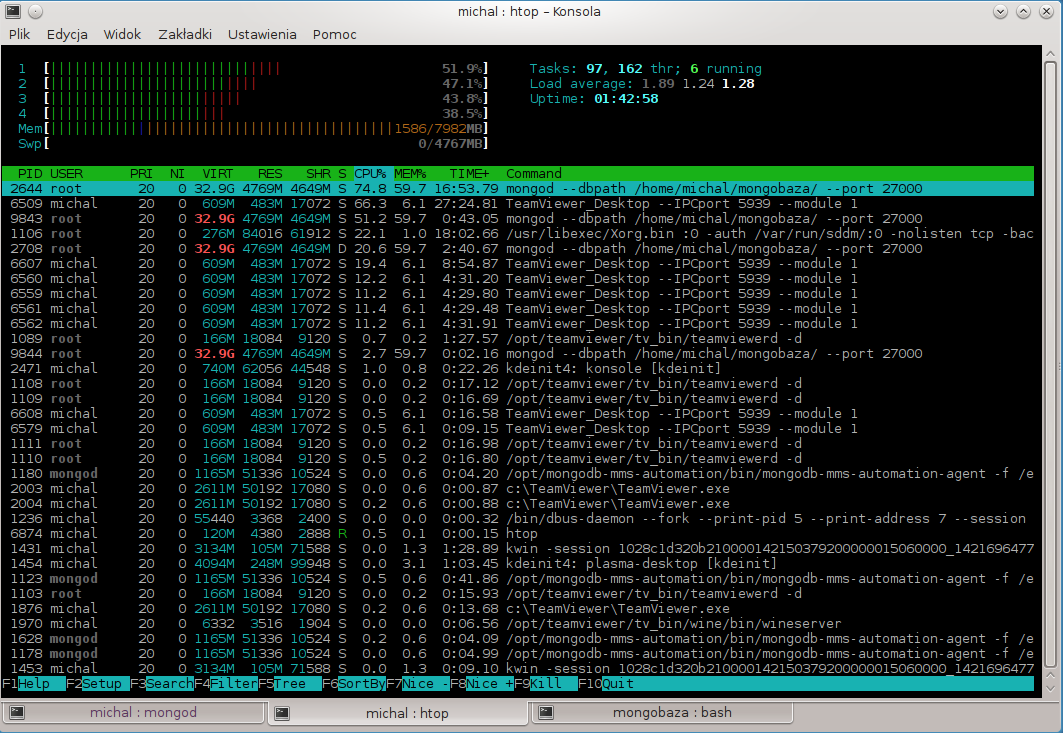 michal : htop – Konsola
Plik Edycja Widok Zakładki Ustawienia Pomoc
1 [|||||||||||||||||||||||||||||| 51.9%] Tasks: 97, 162 thr; 6 running
2 [||||||||||||||||||||||||||| 47.1%] Load average: 1.89 1.24 1.28
3 [||||||||||||||||||||||||| 43.8%] Uptime: 01:42:58
4 [||||||||||||||||||||||| 38.5%]
Mem[||||||||||||||||||||||||||||||||||||||||||||1586/7982MB]
Swp[ 0/4767MB]
PID USER PRI NI VIRT RES SHR S CPU% MEM% TIME+ Command
2644 root 20 0 32.9G 4769M 4649M S 74.8 59.7 16:53.79 mongod --dbpath /home/michal/mongobaza/ --port 27000
6509 michal 20 0 609M 483M 17072 S 66.3 6.1 27:24.81 TeamViewer_Desktop --IPCport 5939 --module 1
9843 root 20 0 32.9G 4769M 4649M S 51.2 59.7 0:43.05 mongod --dbpath /home/michal/mongobaza/ --port 27000
1106 root 20 0 276M 84016 61912 S 22.1 1.0 18:02.66 /usr/libexec/Xorg.bin :0 -auth /var/run/sddm/:0 -nolisten tcp -bac
2708 root 20 0 32.9G 4769M 4649M D 20.6 59.7 2:40.67 mongod --dbpath /home/michal/mongobaza/ --port 27000
6607 michal 20 0 609M 483M 17072 S 19.4 6.1 8:54.87 TeamViewer_Desktop --IPCport 5939 --module 1
6560 michal 20 0 609M 483M 17072 S 12.2 6.1 4:31.20 TeamViewer_Desktop --IPCport 5939 --module 1
6559 michal 20 0 609M 483M 17072 S 11.2 6.1 4:29.80 TeamViewer_Desktop --IPCport 5939 --module 1
6561 michal 20 0 609M 483M 17072 S 11.4 6.1 4:29.48 TeamViewer_Desktop --IPCport 5939 --module 1
6562 michal 20 0 609M 483M 17072 S 11.2 6.1 4:31.91 TeamViewer_Desktop --IPCport 5939 --module 1
1089 root 20 0 166M 18084 9120 S 0.7 0.2 1:27.57 /opt/teamviewer/tv_bin/teamviewerd -d
9844 root 20 0 32.9G 4769M 4649M S 2.7 59.7 0:02.16 mongod --dbpath /home/michal/mongobaza/ --port 27000
2471 michal 20 0 740M 62056 44548 S 1.0 0.8 0:22.26 kdeinit4: konsole [kdeinit]
1108 root 20 0 166M 18084 9120 S 0.0 0.2 0:17.12 /opt/teamviewer/tv_bin/teamviewerd -d
1109 root 20 0 166M 18084 9120 S 0.0 0.2 0:16.69 /opt/teamviewer/tv_bin/teamviewerd -d
6608 michal 20 0 609M 483M 17072 S 0.5 6.1 0:16.58 TeamViewer_Desktop --IPCport 5939 --module 1
6579 michal 20 0 609M 483M 17072 S 0.5 6.1 0:09.15 TeamViewer_Desktop --IPCport 5939 --module 1
1111 root 20 0 166M 18084 9120 S 0.0 0.2 0:16.98 /opt/teamviewer/tv_bin/teamviewerd -d
1110 root 20 0 166M 18084 9120 S 0.5 0.2 0:16.80 /opt/teamviewer/tv_bin/teamviewerd -d
1180 mongod 20 0 1165M 51336 10524 S 0.0 0.6 0:04.20 /opt/mongodb-mms-automation/bin/mongodb-mms-automation-agent -f /e
2003 michal 20 0 2611M 50192 17080 S 0.0 0.6 0:00.87 c:\TeamViewer\TeamViewer.exe
2004 michal 20 0 2611M 50192 17080 S 0.2 0.6 0:00.88 c:\TeamViewer\TeamViewer.exe
1236 michal 20 0 55440 3368 2400 S 0.0 0.0 0:00.32 /bin/dbus-daemon --fork --print-pid 5 --print-address 7 --session
6874 michal 20 0 120M 4380 2888 R 0.5 0.1 0:00.15 htop
1431 michal 20 0 3134M 105M 71588 S 0.0 1.3 1:28.89 kwin -session 1028c1d320b2100001421503792000000015060000_1421696477
1454 michal 20 0 4094M 248M 99948 S 0.0 3.1 1:03.45 kdeinit4: plasma-desktop [kdeinit]
1123 mongod 20 0 1165M 51336 10524 S 0.5 0.6 0:41.86 /opt/mongodb-mms-automation/bin/mongodb-mms-automation-agent -f /e
1103 root 20 0 166M 18084 9120 S 0.0 0.2 0:15.93 /opt/teamviewer/tv_bin/teamviewerd -d
1876 michal 20 0 2611M 50192 17080 S 0.2 0.6 0:13.68 c:\TeamViewer\TeamViewer.exe
1970 michal 20 0 6332 3516 1904 S 0.0 0.0 0:06.56 /opt/teamviewer/tv_bin/wine/bin/wineserver
1628 mongod 20 0 1165M 51336 10524 S 0.2 0.6 0:04.09 /opt/mongodb-mms-automation/bin/mongodb-mms-automation-agent -f /e
1178 mongod 20 0 1165M 51336 10524 S 0.0 0.6 0:04.99 /opt/mongodb-mms-automation/bin/mongodb-mms-automation-agent -f /e
1453 michal 20 0 3134M 105M 71588 S 0.0 1.3 0:09.10 kwin -session 1028c1d320b2100001421503792000000015060000_1421696477
F1Help F2Setup F3SearchF4FilterF5Tree F6SortByF7Nice -F8Nice +F9Kill F10Quit
michal : mongod michal : htop mongobaza : bash